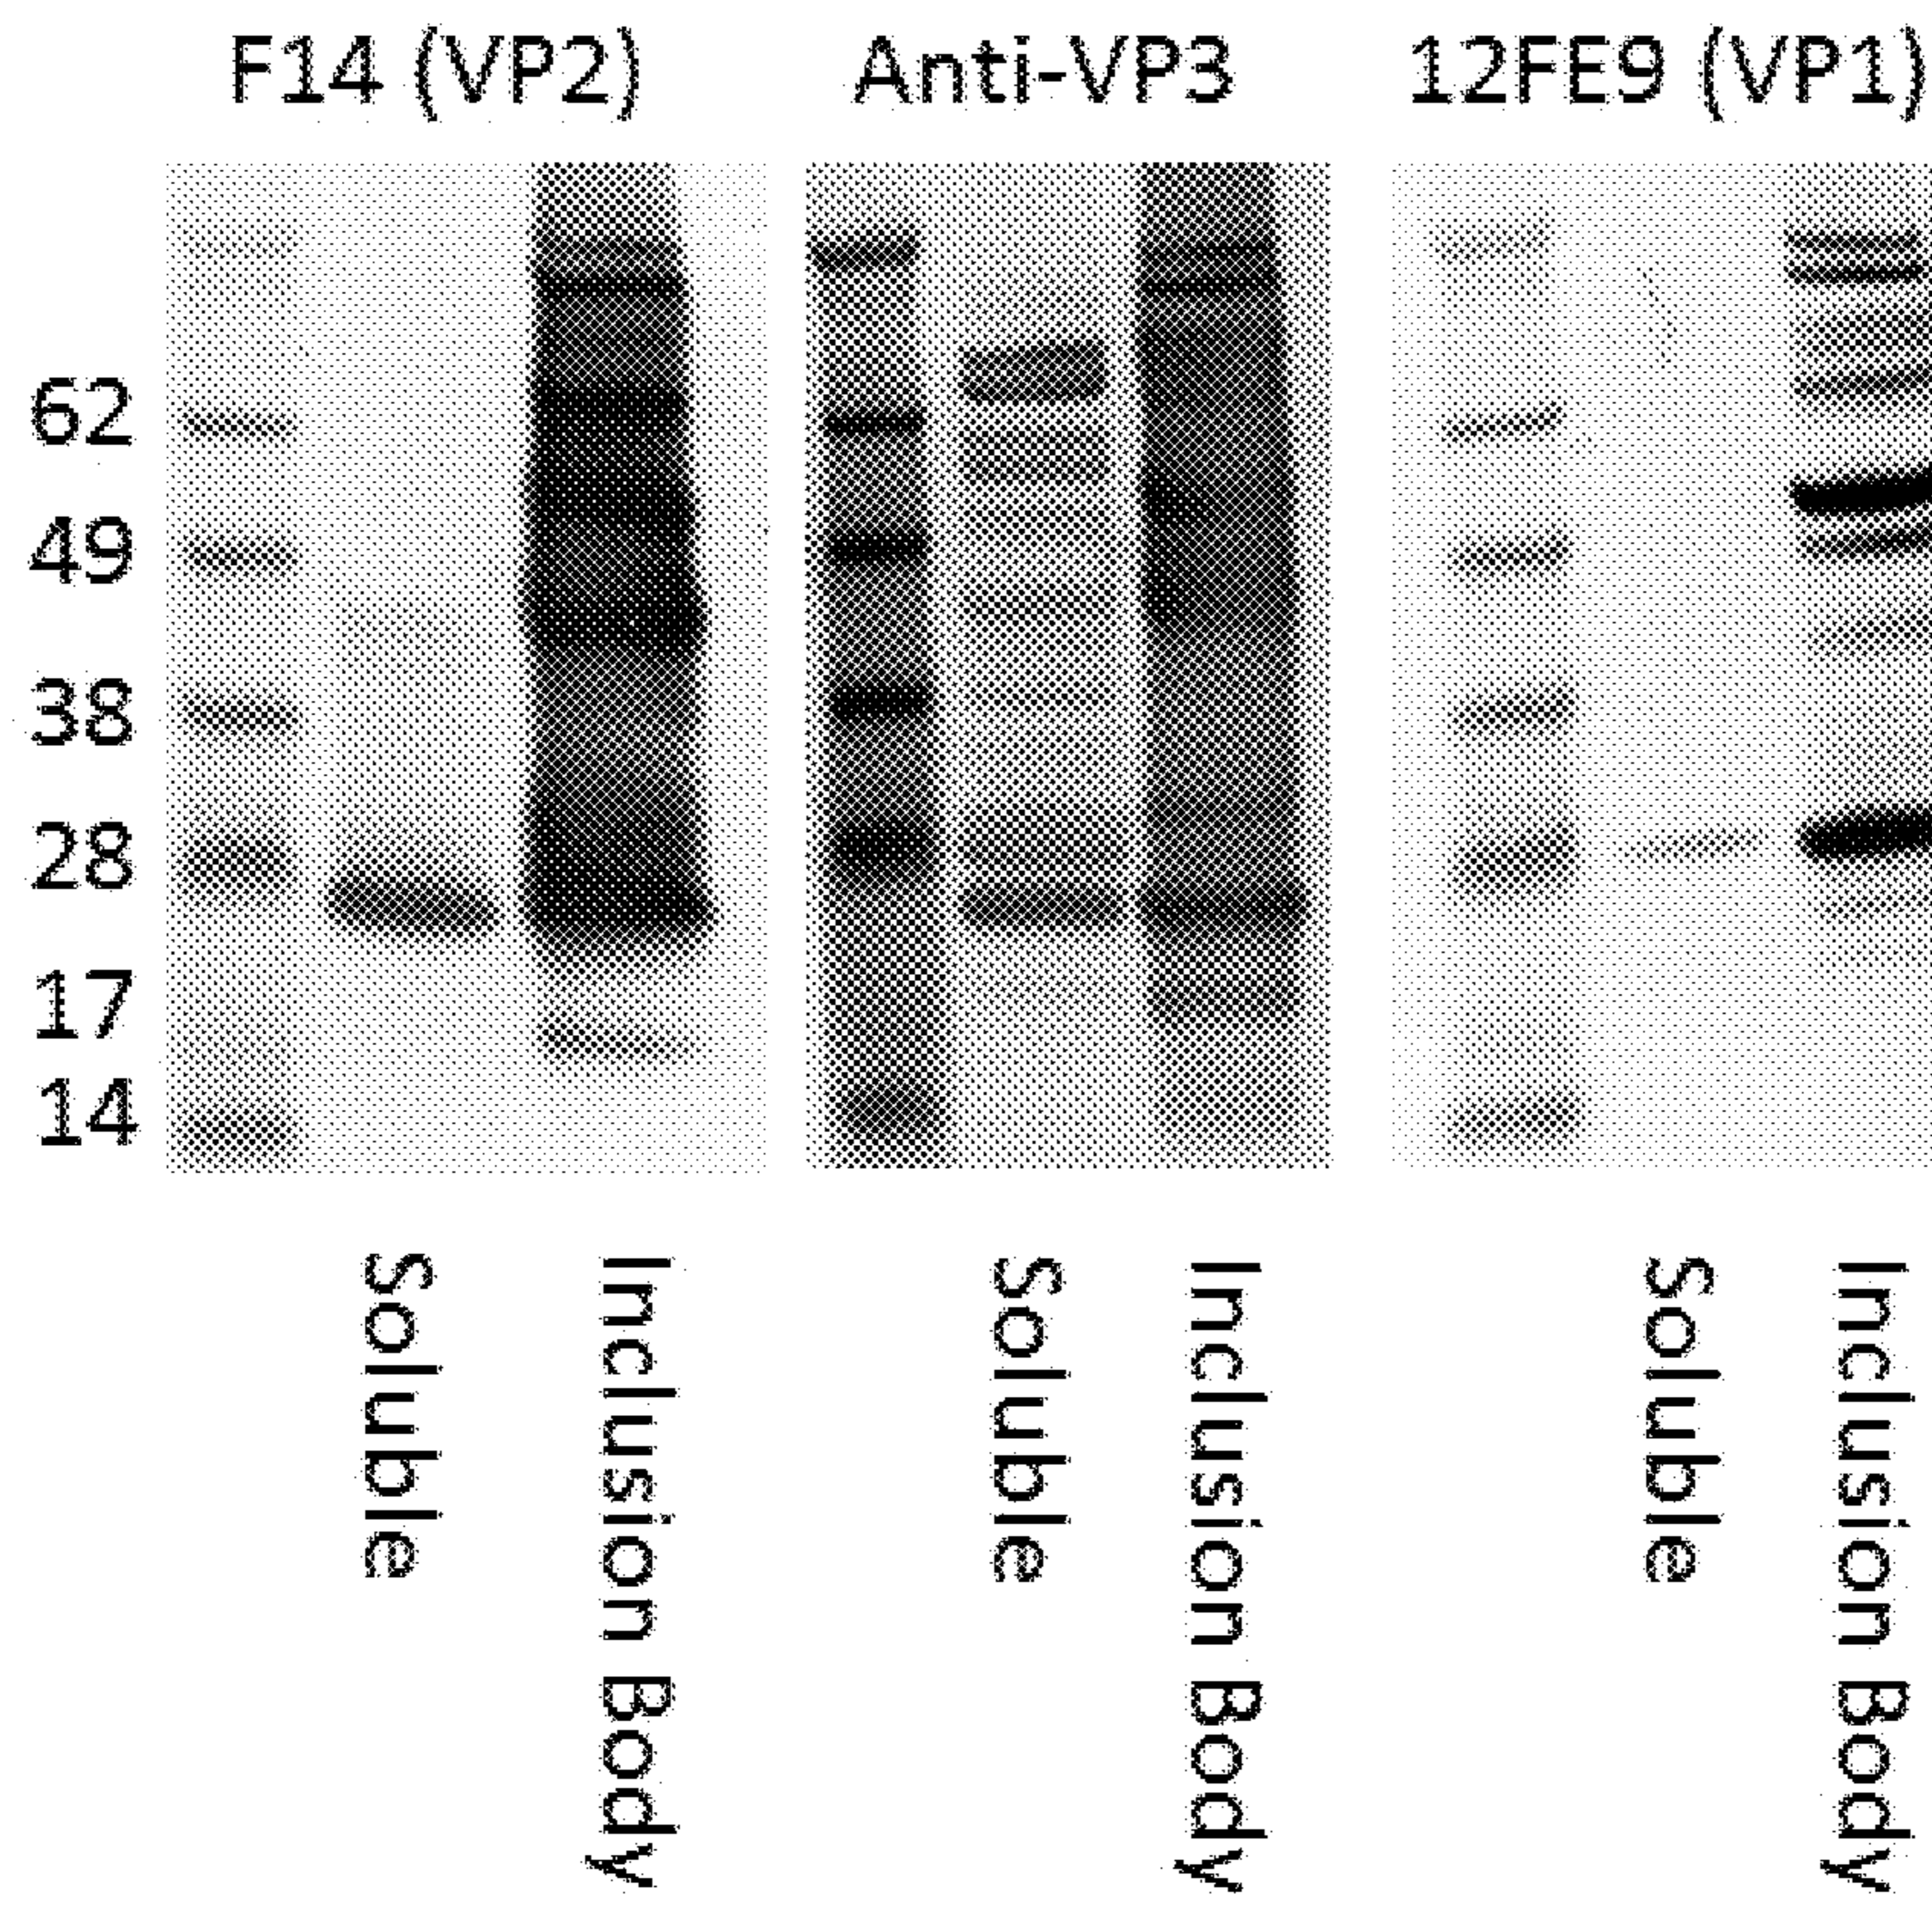 F14 (VP2) Anti-VP3 12FE9 (VP1)
62
49
38
28
17
14
Soluble
Inclusion Body
Soluble
Inclusion Body
Soluble
Inclusion Body